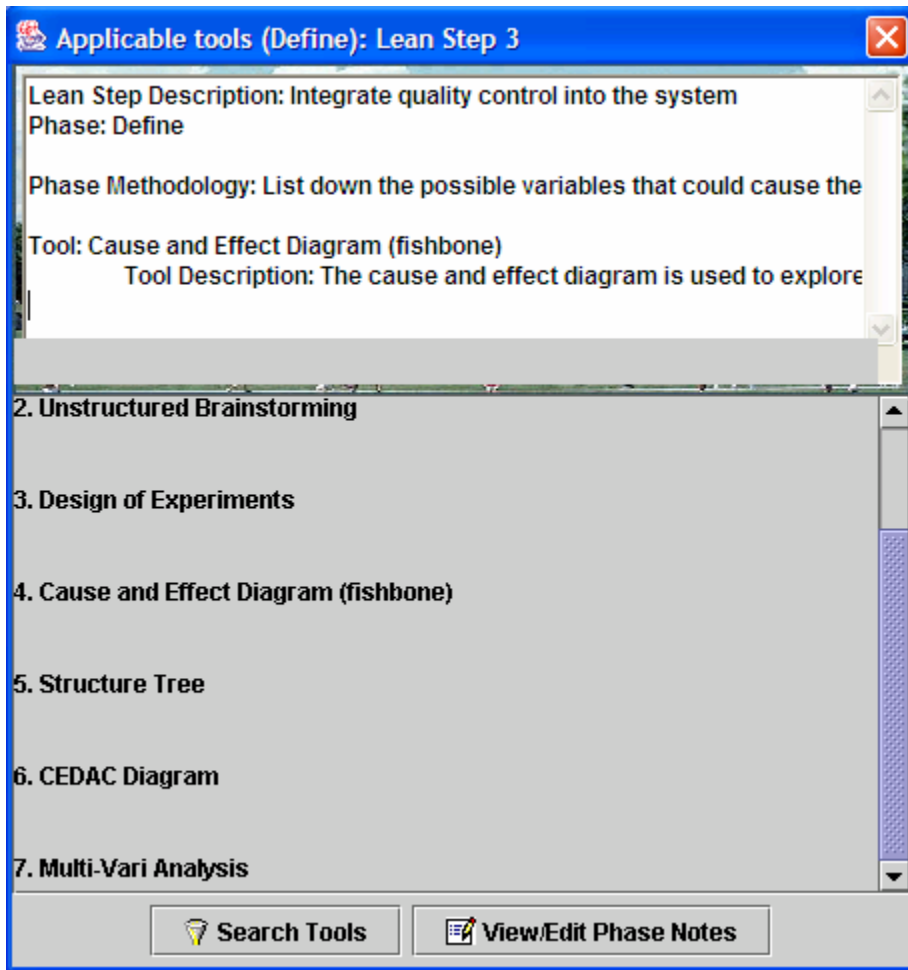 Applicable tools (Define): Lean Step 3
Lean Step Description: Integrate quality control into the system
Phase: Define
Phase Methodology: List down the possible variables that could cause the
Tool: Cause and Effect Diagram (fishbone)
Tool Description: The cause and effect diagram is used to explore
2. Unstructured Brainstorming
3. Design of Experiments
4. Cause and Effect Diagram (fishbone)
5. Structure Tree
6. CEDAC Diagram
7. Multi-Vari Analysis
Search Tools
View/Edit Phase Notes